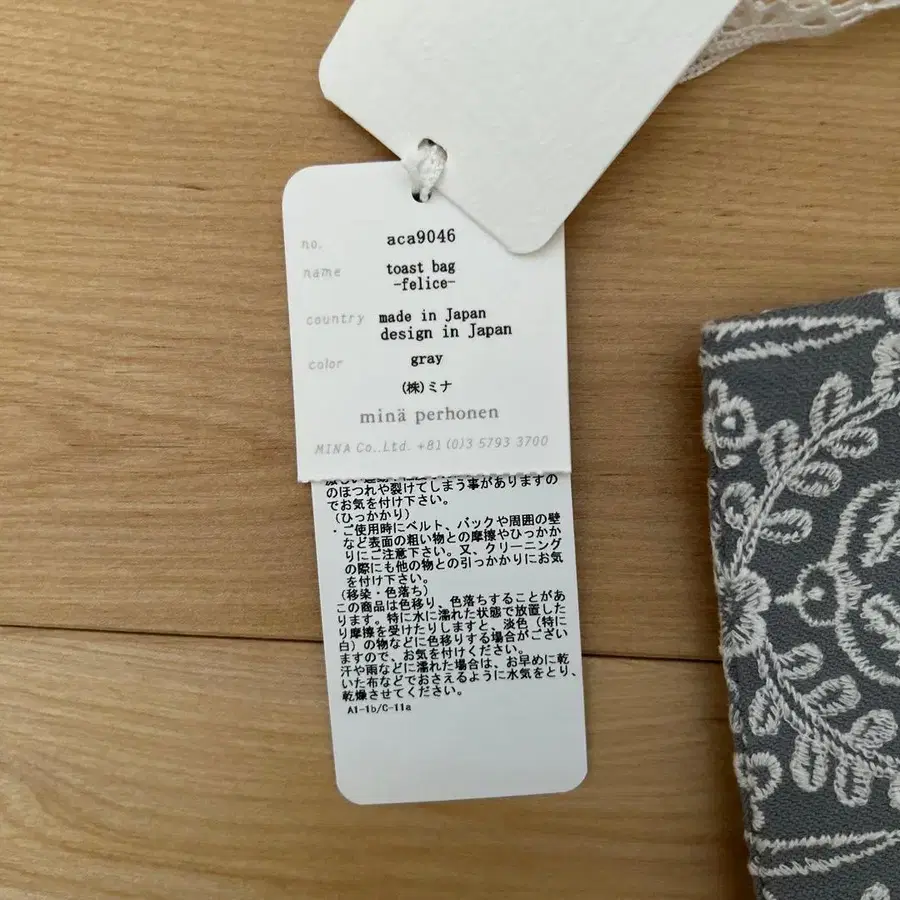 no. aca9046
name toast bag
-felice-
country made in Japan
design in Japan
color gray
(株)ミナ
minä perhonen
MINA Co.,Ltd. +81(0)3 5793 3700
のほつれや裂けてしまう事がありますの
でお気を付け下さい。
(ひっかかり)
・ご使用時にベルト、バックや周囲の壁
など表面の粗い物との摩擦やひっかか
りにご注意下さい。又、クリーニング
の際にも他の物との引っかかりにお気
を付け下さい。
(移染・色落ち)
この商品は色移り、色落ちすることがあ
ります。特に水に濡れた状態で放置した
り摩擦を受けたりしますと、淡色(特に
白)の物などに色移りする場合がござい
ますので、お気を付けください。
汗や雨などに濡れた場合は、お早めに乾
いた布などでおさえるように水気をとり、
乾燥させてください。
A1-1b/C-11a